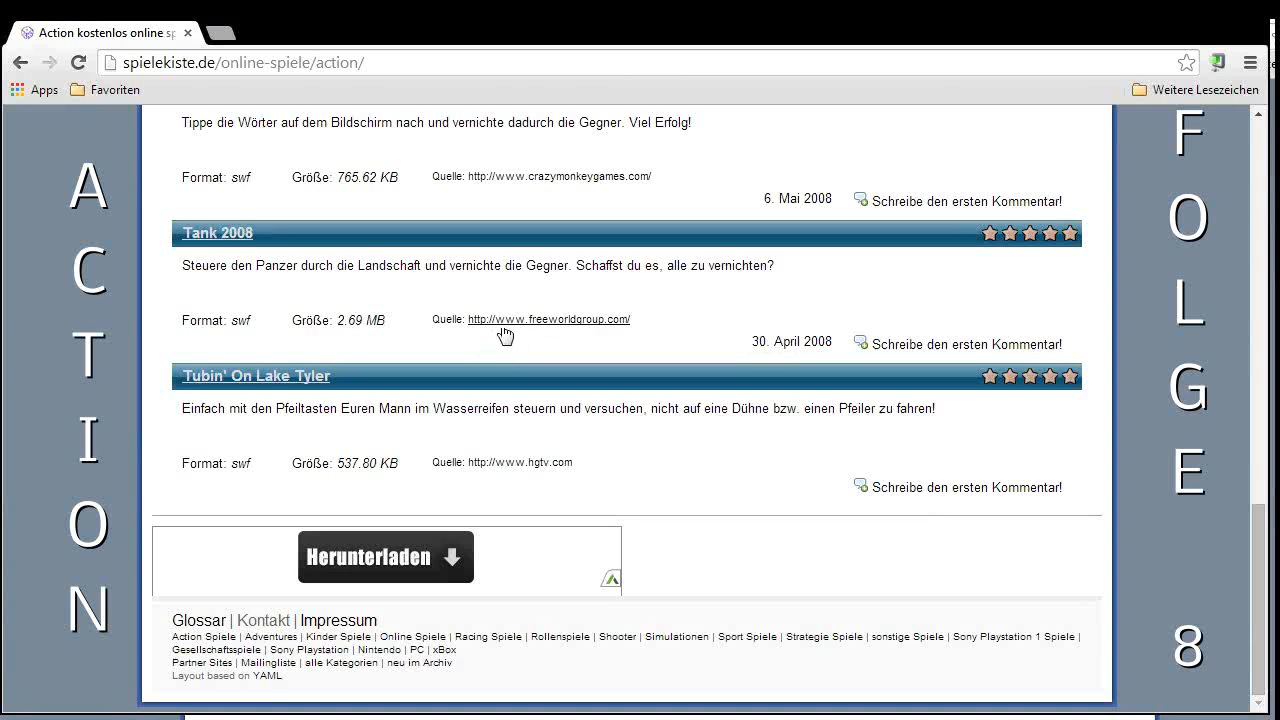 Action kostenlos online sp
spielekiste.de/online-spiele/action/
Apps Favoriten Weitere Lesezeichen
ACTION
FOLGE 8
Tippe die Wörter auf dem Bildschirm nach und vernichte dadurch die Gegner. Viel Erfolg!
Format: swf Größe: 765.62 KB Quelle: http://www.crazymonkeygames.com/
6. Mai 2008 Schreibe den ersten Kommentar!
Tank 2008
Steuere den Panzer durch die Landschaft und vernichte die Gegner. Schaffst du es, alle zu vernichten?
Format: swf Größe: 2.69 MB Quelle: http://www.freeworldgroup.com/
30. April 2008 Schreibe den ersten Kommentar!
Tubin' On Lake Tyler
Einfach mit den Pfeiltasten Euren Mann im Wasserreifen steuern und versuchen, nicht auf eine Dühne bzw. einen Pfeiler zu fahren!
Format: swf Größe: 537.80 KB Quelle: http://www.hgtv.com
Schreibe den ersten Kommentar!
Herunterladen
Glossar | Kontakt | Impressum
Action Spiele | Adventures | Kinder Spiele | Online Spiele | Racing Spiele | Rollenspiele | Shooter | Simulationen | Sport Spiele | Strategie Spiele | sonstige Spiele | Sony Playstation 1 Spiele |
Gesellschaftsspiele | Sony Playstation | Nintendo | PC | xBox
Partner Sites | Mailingliste | alle Kategorien | neu im Archiv
Layout based on YAML